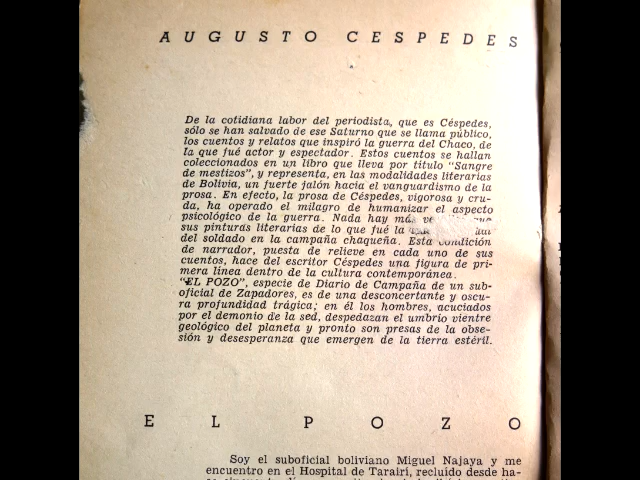 AUGUSTO CESPEDES
De la cotidiana labor del periodista, que es Céspedes,
sólo se han salvado de ese Saturno que se llama público,
los cuentos y relatos que inspiró la guerra del Chaco, de
la que fué actor y espectador. Estos cuentos se hallan
coleccionados en un libro que lleva por título "Sangre
de mestizos", y representa, en las modalidades literarias
de Bolivia, un fuerte jalón hacia el vanguardismo de la
prosa. En efecto, la prosa de Céspedes, vigorosa y cru-
da, ha operado el milagro de humanizar el aspecto
psicológico de la guerra. Nada hay más
sus pinturas literarias de lo que fué la
del soldado en la campaña chaqueña. Esta condición
de narrador, puesta de relieve en cada uno de sus
cuentos, hace del escritor Céspedes una figura de pri-
mera línea dentro de la cultura contemporánea.
"EL POZO", especie de Diario de Campaña de un sub-
oficial de Zapadores, es de una desconcertante y oscu-
ra profundidad trágica; en él los hombres, acuciados
por el demonio de la sed, despedazan el umbrío vientre
geológico del planeta y pronto son presas de la obse-
sión y desesperanza que emergen de la tierra estéril.
EL POZO
Soy el suboficial boliviano Miguel Najaya y me
encuentro en el Hospital de Tarairí, recluído desde ha-